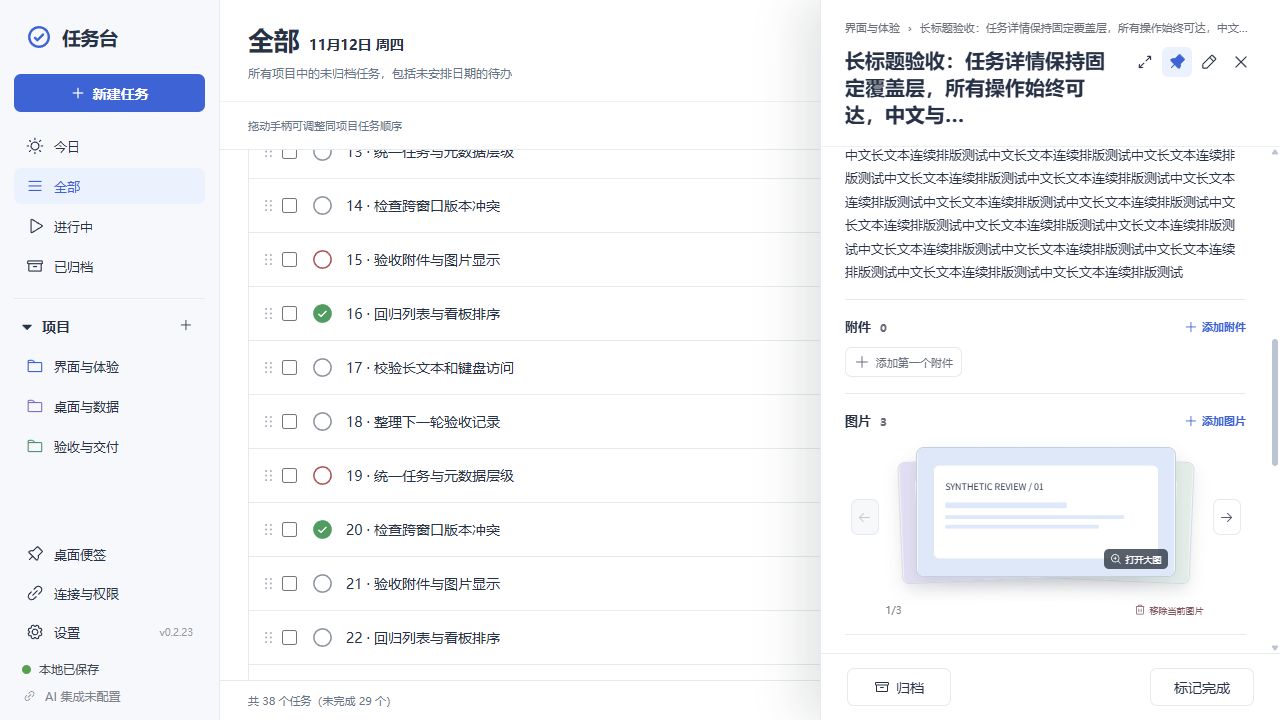 任务台
新建任务
今日
全部
进行中
已归档
项目
界面与体验
桌面与数据
验收与交付
桌面便签
连接与权限
设置 v0.2.23
本地已保存
AI 集成未配置
全部 11月12日 周四
所有项目中的未归档任务，包括未安排日期的待办
拖动手柄可调整同项目任务顺序
13 · 统一任务与元数据层级
14 · 检查跨窗口版本冲突
15 · 验收附件与图片显示
16 · 回归列表与看板排序
17 · 校验长文本和键盘访问
18 · 整理下一轮验收记录
19 · 统一任务与元数据层级
20 · 检查跨窗口版本冲突
21 · 验收附件与图片显示
22 · 回归列表与看板排序
共 38 个任务（未完成 29 个）
界面与体验 › 长标题验收：任务详情保持固定覆盖层，所有操作始终可达，中文...
长标题验收：任务详情保持固
定覆盖层，所有操作始终可
达，中文与...
中文长文本连续排版测试中文长文本连续排版测试中文长文本连续排
版测试中文长文本连续排版测试中文长文本连续排版测试中文长文本
连续排版测试中文长文本连续排版测试中文长文本连续排版测试中文
长文本连续排版测试中文长文本连续排版测试中文长文本连续排版测
试中文长文本连续排版测试中文长文本连续排版测试中文长文本连续
排版测试中文长文本连续排版测试中文长文本连续排版测试
附件 0 添加附件
添加第一个附件
图片 3 添加图片
SYNTHETIC REVIEW / 01
打开大图
1/3 移除当前图片
归档 标记完成